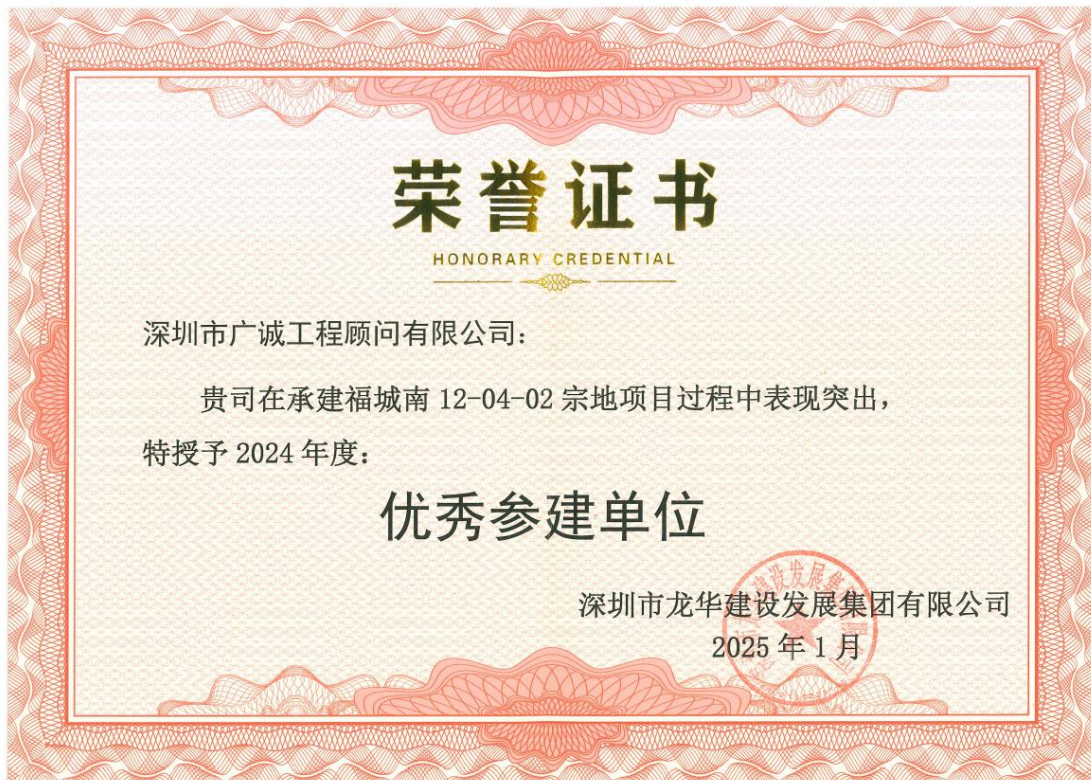 荣誉证书
HONORARY CREDENTIAL
深圳市广诚工程顾问有限公司：
贵司在承建福城南 12-04-02 宗地项目过程中表现突出，
特授予 2024 年度：
优秀参建单位
深圳市龙华建设发展集团有限公司
2025 年 1 月